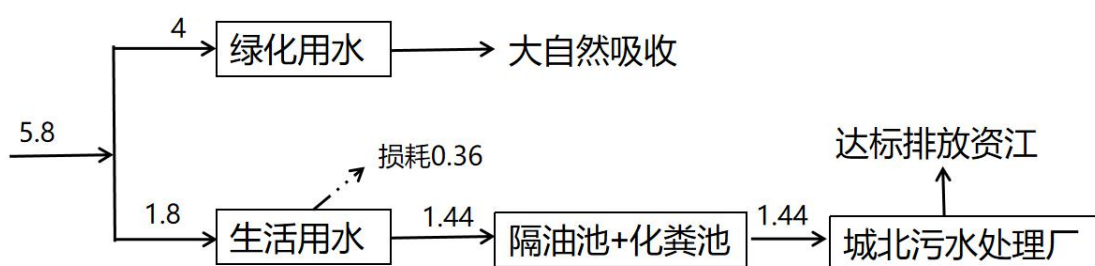 4
绿化用水
大自然吸收
5.8
达标排放资江
损耗0.36
1.8
生活用水
1.44
隔油池+化粪池
1.44
城北污水处理厂